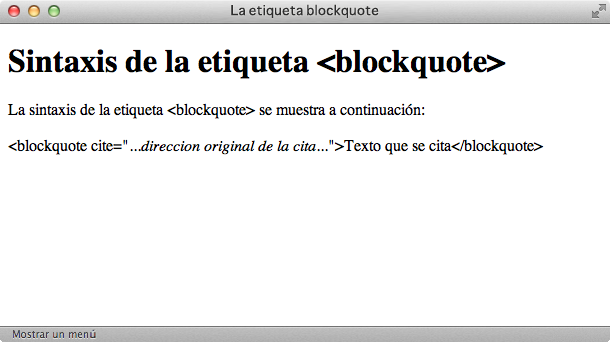 La etiqueta blockquote
Sintaxis de la etiqueta <blockquote>
La sintaxis de la etiqueta <blockquote> se muestra a continuación:
<blockquote cite="...direccion original de la cita...">Texto que se cita</blockquote>
Mostrar un menú